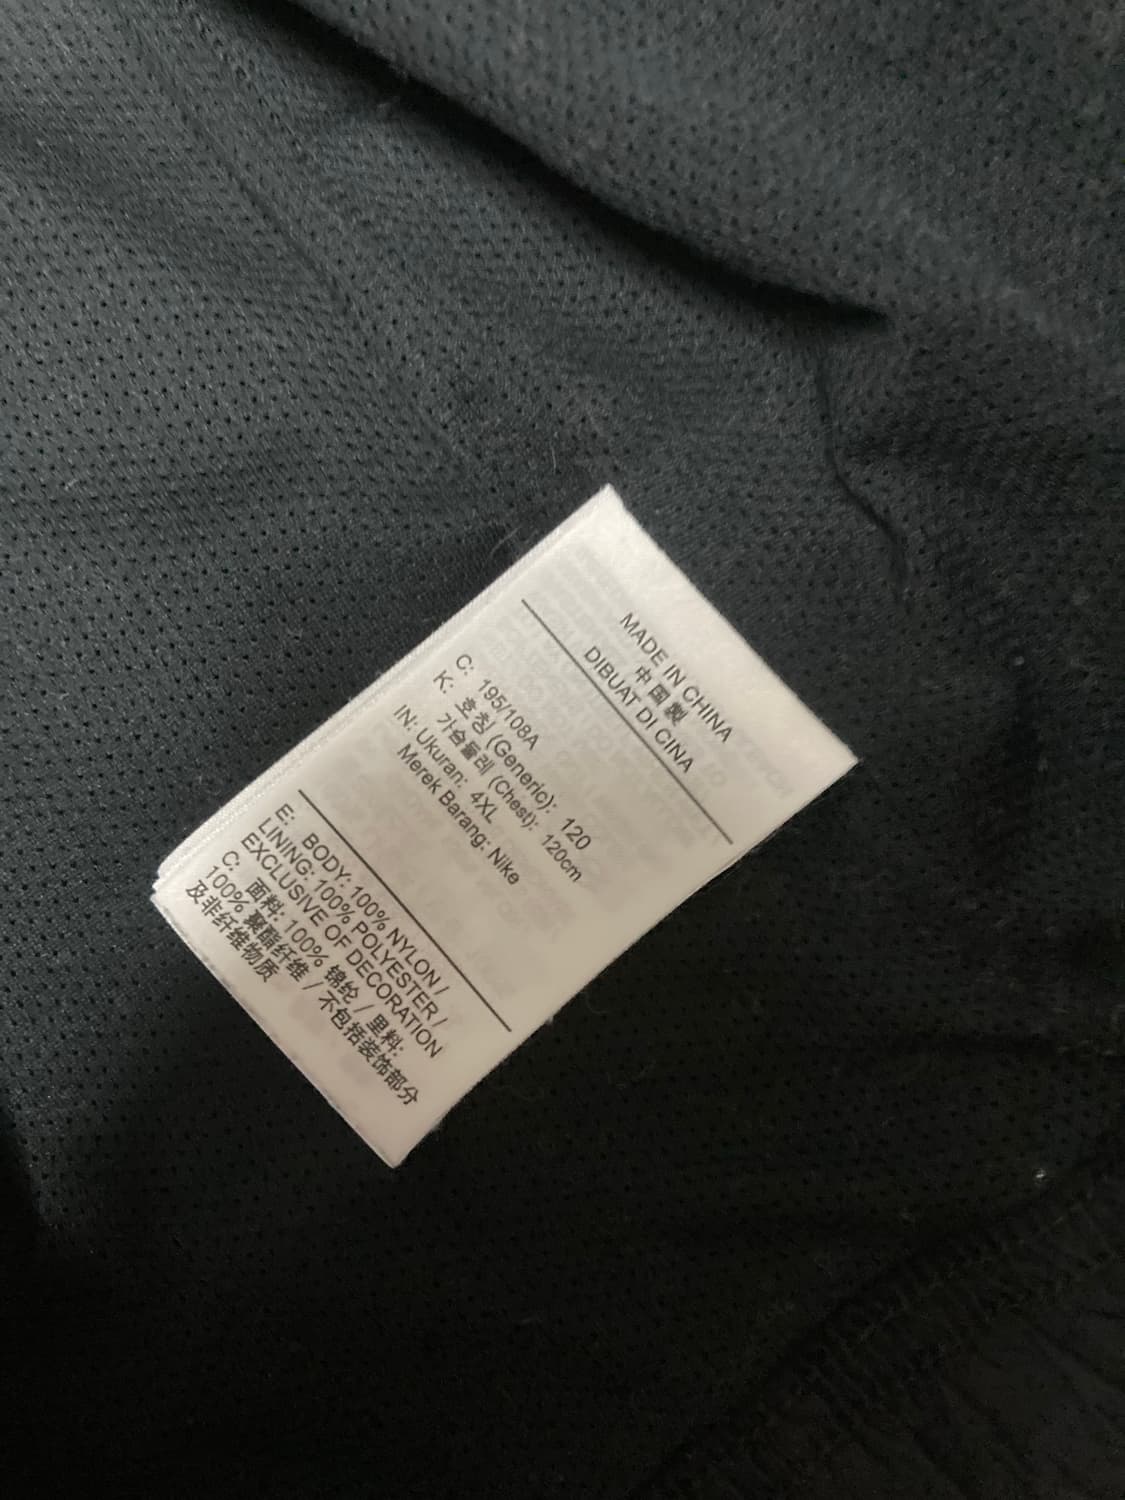 MADE IN CHINA
中国製
DIBUAT DI CINA
C: 195/108A
K: 호칭 (Generic): 120
가슴둘레 (Chest): 120cm
IN: Ukuran: 4XL
Merek Barang: Nike
E: BODY: 100% NYLON /
LINING: 100% POLYESTER /
EXCLUSIVE OF DECORATION
C: 面料: 100% 锦纶 / 里料:
100% 聚酯纤维 / 不包括装饰部分
及非纤维物质